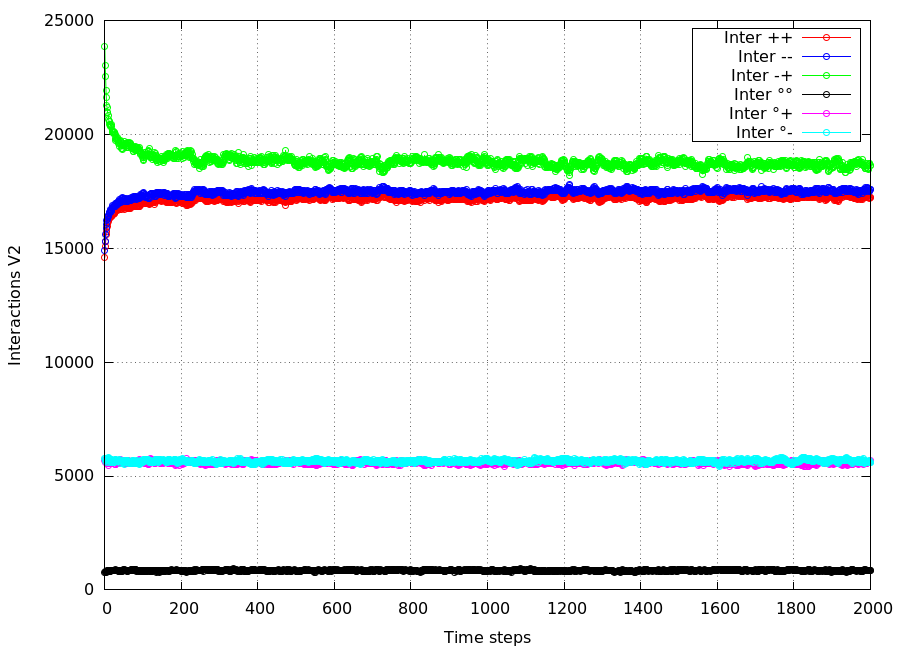 25000
20000
15000
10000
5000
0
Interactions V2
0 200 400 600 800 1000 1200 1400 1600 1800 2000
Time steps
Inter ++
Inter --
Inter -+
Inter °°
Inter °+
Inter °-